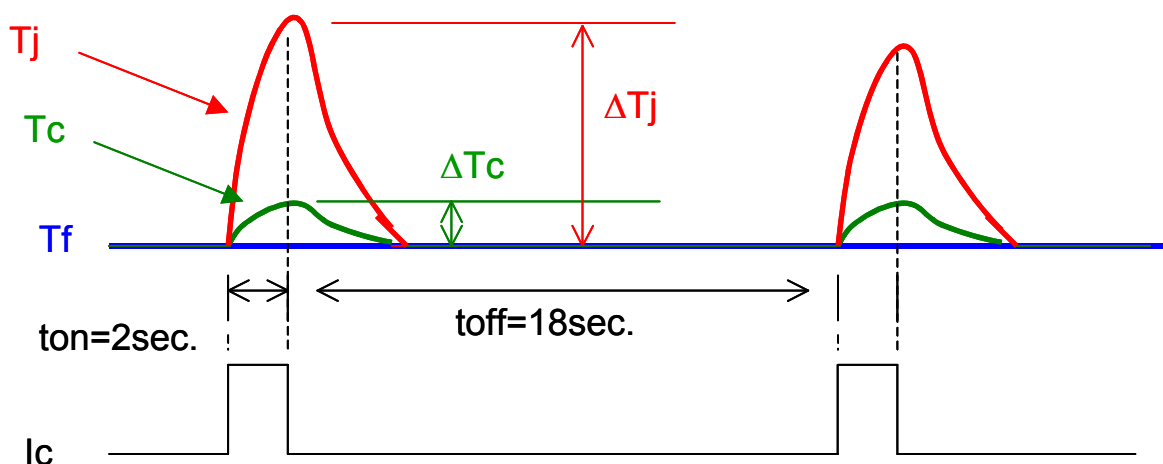 Tj
ΔTj
Tc
ΔTc
Tf
ton=2sec.
toff=18sec.
Ic